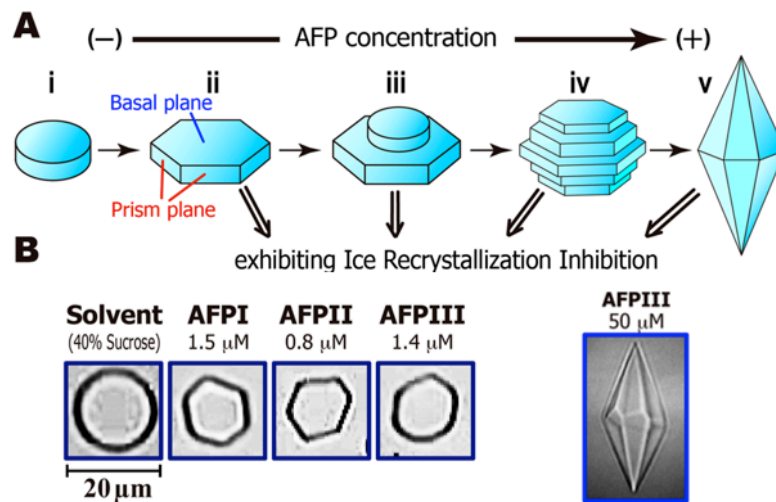 A
(−) AFP concentration (+)
i ii iii iv v
Basal plane
Prism plane
exhibiting Ice Recrystallization Inhibition
B
Solvent AFPI AFPII AFPIII
(40% Sucrose) 1.5 μM 0.8 μM 1.4 μM
AFPIII
50 μM
20 μm